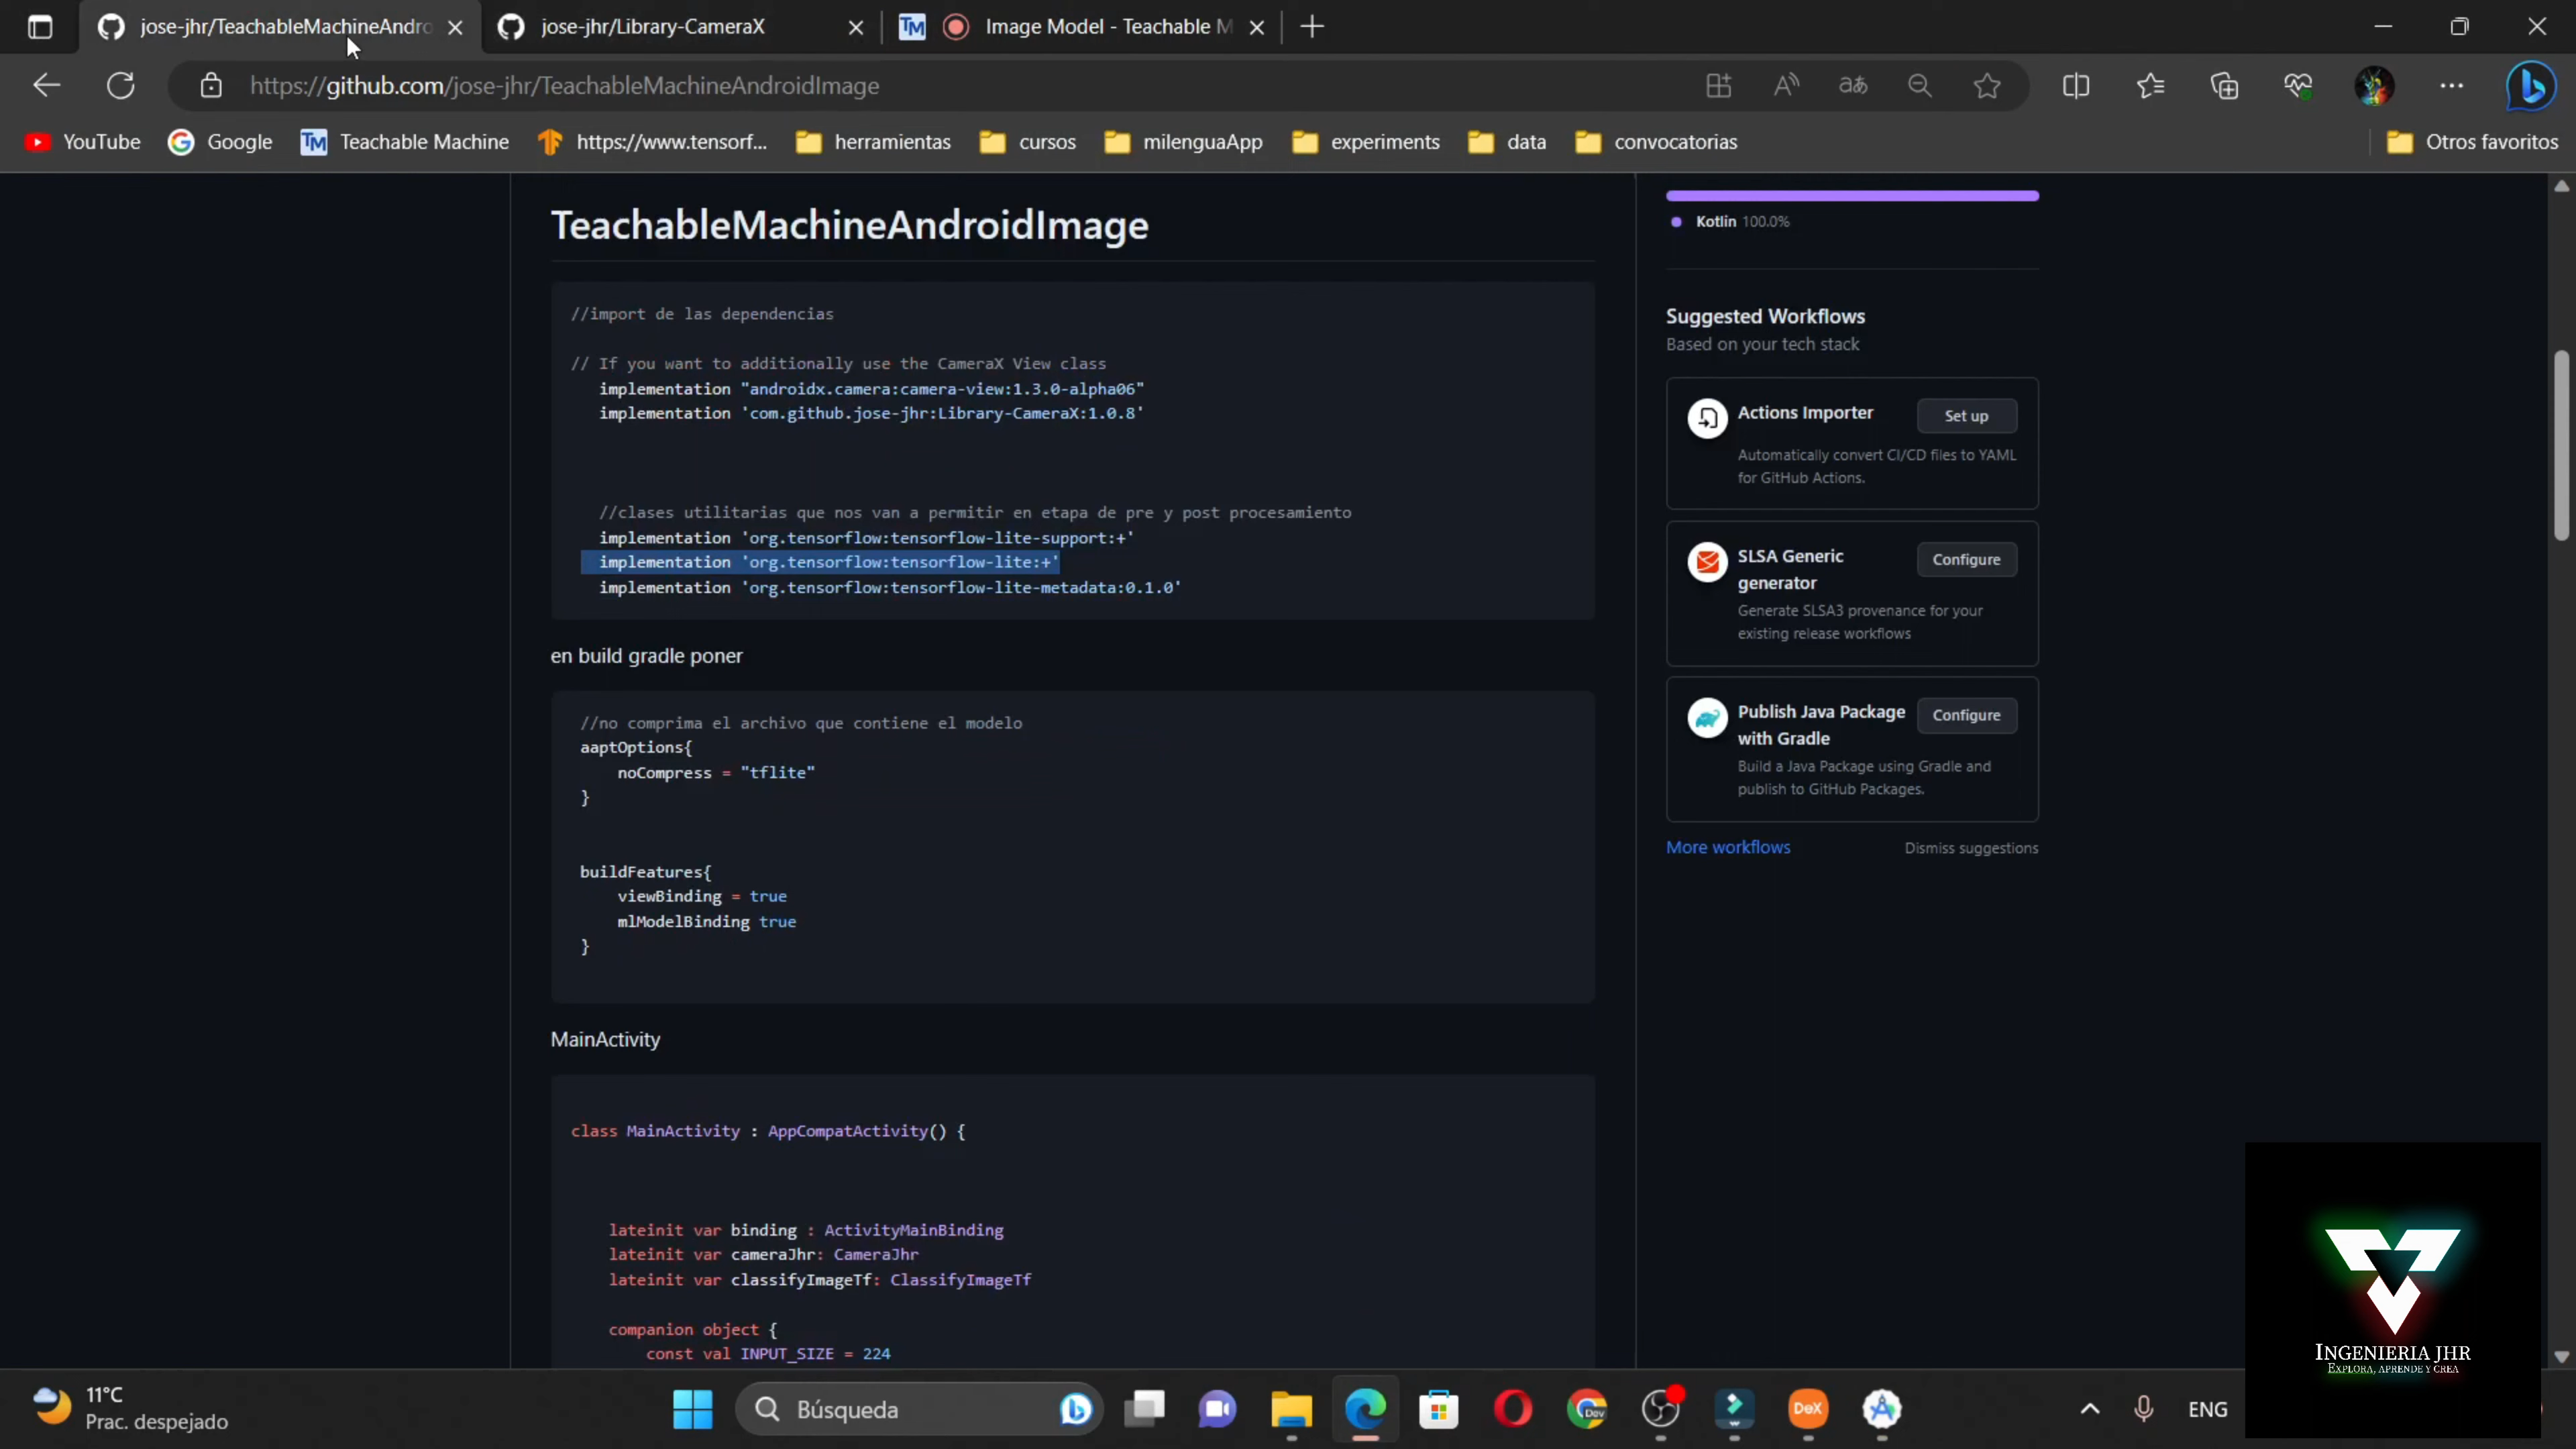 jose-jhr/TeachableMachineAndro
jose-jhr/Library-CameraX
TM
Image Model - Teachable M
https://github.com/jose-jhr/TeachableMachineAndroidImage
YouTube
Google
TM
Teachable Machine
https://www.tensorf...
herramientas
cursos
milenguaApp
experiments
data
convocatorias
Otros favoritos
TeachableMachineAndroidImage
//import de las dependencias
// If you want to additionally use the CameraX View class
implementation "androidx.camera:camera-view:1.3.0-alpha06"
implementation 'com.github.jose-jhr:Library-CameraX:1.0.8'
//clases utilitarias que nos van a permitir en etapa de pre y post procesamiento
implementation 'org.tensorflow:tensorflow-lite-support:+'
implementation 'org.tensorflow:tensorflow-lite:+'
implementation 'org.tensorflow:tensorflow-lite-metadata:0.1.0'
en build gradle poner
//no comprima el archivo que contiene el modelo
aaptOptions{
noCompress = "tflite"
}
buildFeatures{
viewBinding = true
mlModelBinding true
}
MainActivity
class MainActivity : AppCompatActivity() {
lateinit var binding : ActivityMainBinding
lateinit var cameraJhr: CameraJhr
lateinit var classifyImageTf: ClassifyImageTf
companion object {
const val INPUT_SIZE = 224
Kotlin 100.0%
Suggested Workflows
Based on your tech stack
Actions Importer
Set up
Automatically convert CI/CD files to YAML
for GitHub Actions.
SLSA Generic
generator
Configure
Generate SLSA3 provenance for your
existing release workflows
Publish Java Package
with Gradle
Configure
Build a Java Package using Gradle and
publish to GitHub Packages.
More workflows
Dismiss suggestions
INGENIERIA JHR
EXPLORA, APRENDE Y CREA
11°C
Prac. despejado
Búsqueda
Dev
DeX
ENG